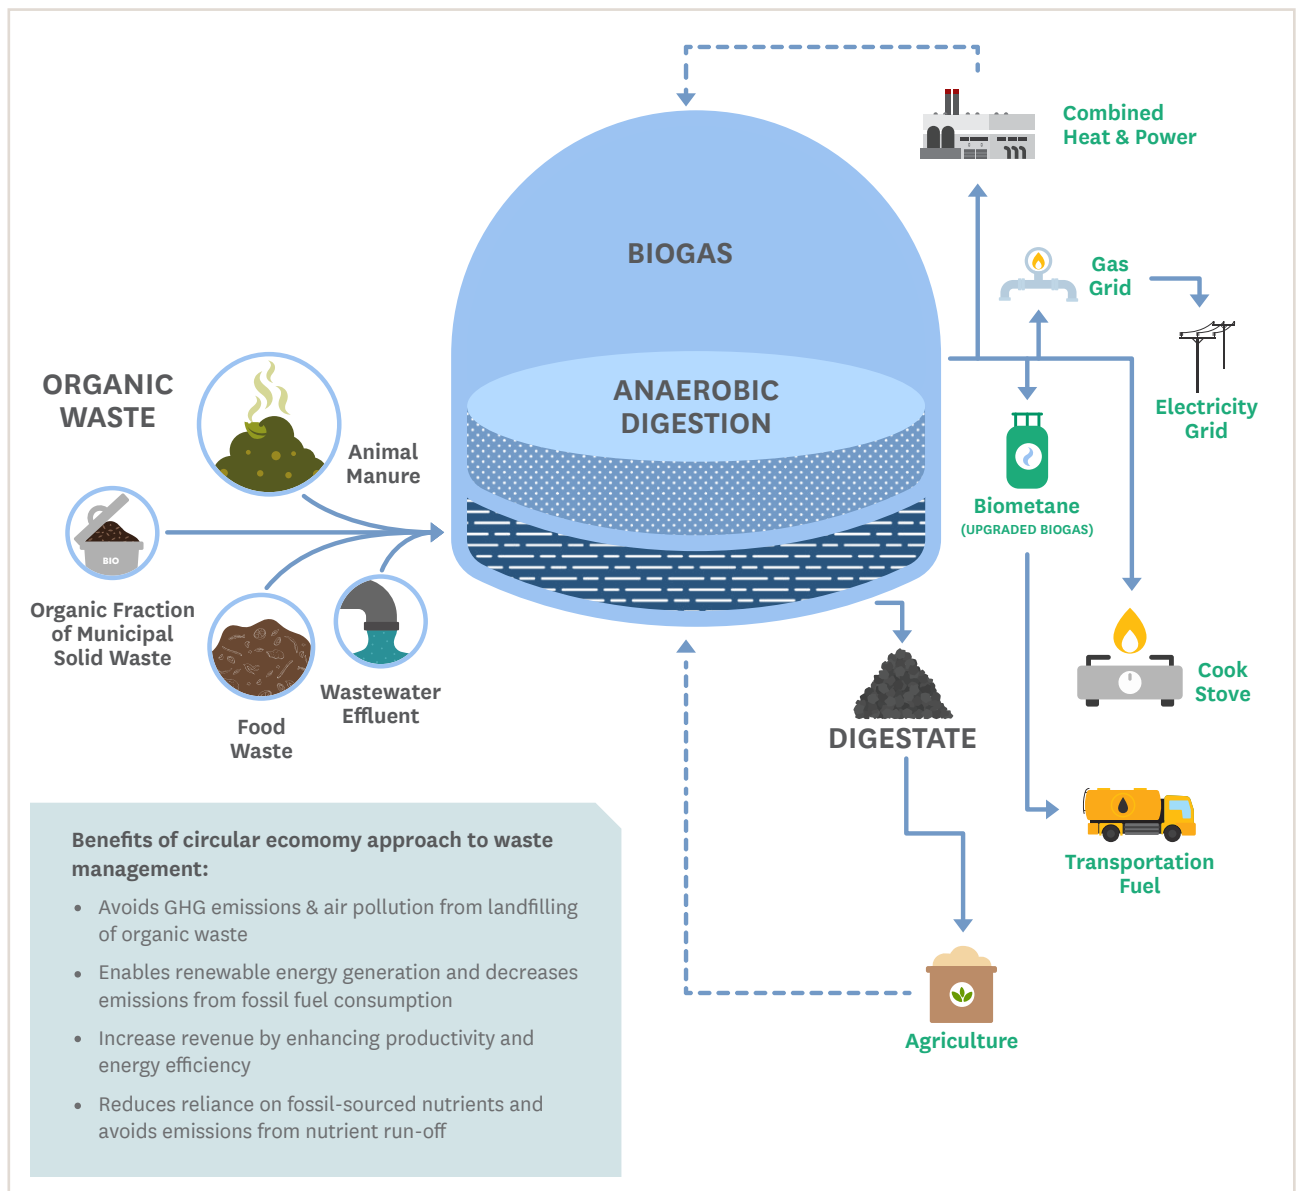 Combined
Heat & Power
BIOGAS
Gas
Grid
ORGANIC
WASTE
ANAEROBIC
DIGESTION
Electricity
Grid
Animal
Manure
Biometane
(UPGRADED BIOGAS)
BIO
Organic Fraction
of Municipal
Solid Waste
Food
Waste
Wastewater
Effluent
Cook
Stove
DIGESTATE
Transportation
Fuel
Benefits of circular ecomomy approach to waste
management:
• Avoids GHG emissions & air pollution from landfilling
of organic waste
• Enables renewable energy generation and decreases
emissions from fossil fuel consumption
• Increase revenue by enhancing productivity and
energy efficiency
• Reduces reliance on fossil-sourced nutrients and
avoids emissions from nutrient run-off
Agriculture